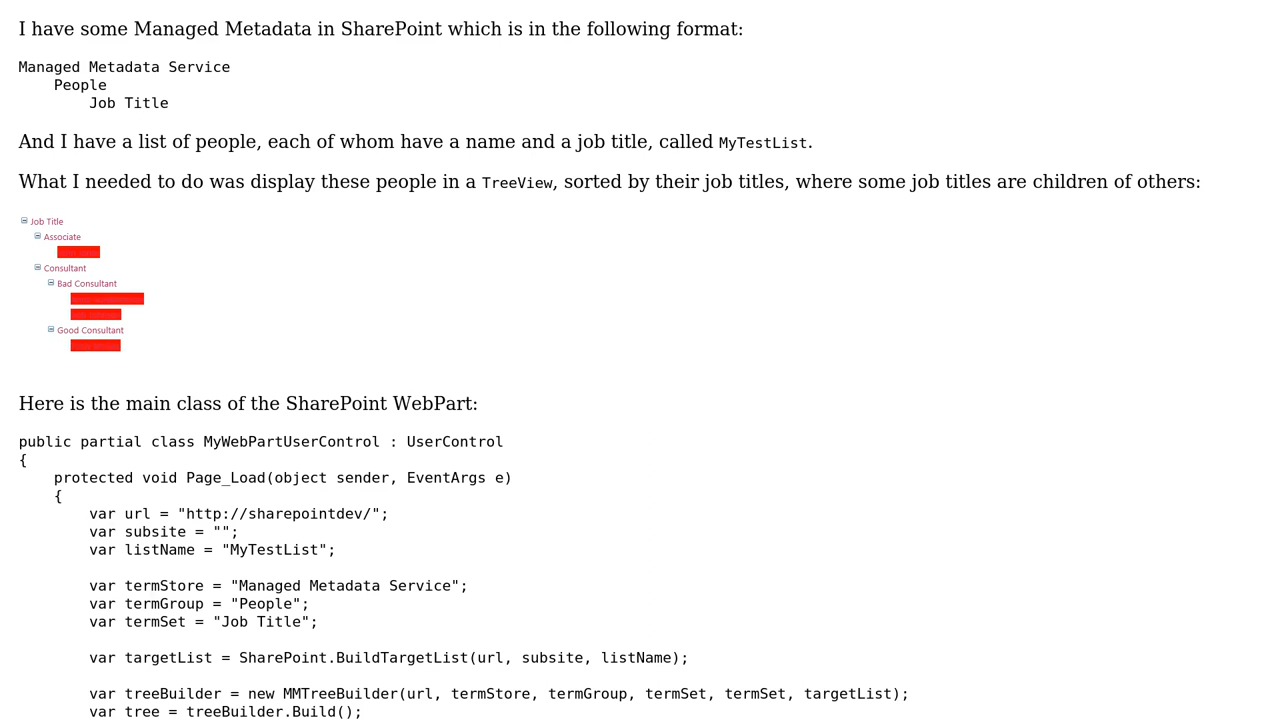 I have some Managed Metadata in SharePoint which is in the following format:
Managed Metadata Service
People
Job Title
And I have a list of people, each of whom have a name and a job title, called MyTestList.
What I needed to do was display these people in a TreeView, sorted by their job titles, where some job titles are children of others:
Job Title
Associate
Consultant
Bad Consultant
Good Consultant
Here is the main class of the SharePoint WebPart:
public partial class MyWebPartUserControl : UserControl
{
    protected void Page_Load(object sender, EventArgs e)
    {
        var url = "http://sharepointdev/";
        var subsite = "";
        var listName = "MyTestList";
        var termStore = "Managed Metadata Service";
        var termGroup = "People";
        var termSet = "Job Title";
        var targetList = SharePoint.BuildTargetList(url, subsite, listName);
        var treeBuilder = new MMTreeBuilder(url, termStore, termGroup, termSet, termSet, targetList);
        var tree = treeBuilder.Build();